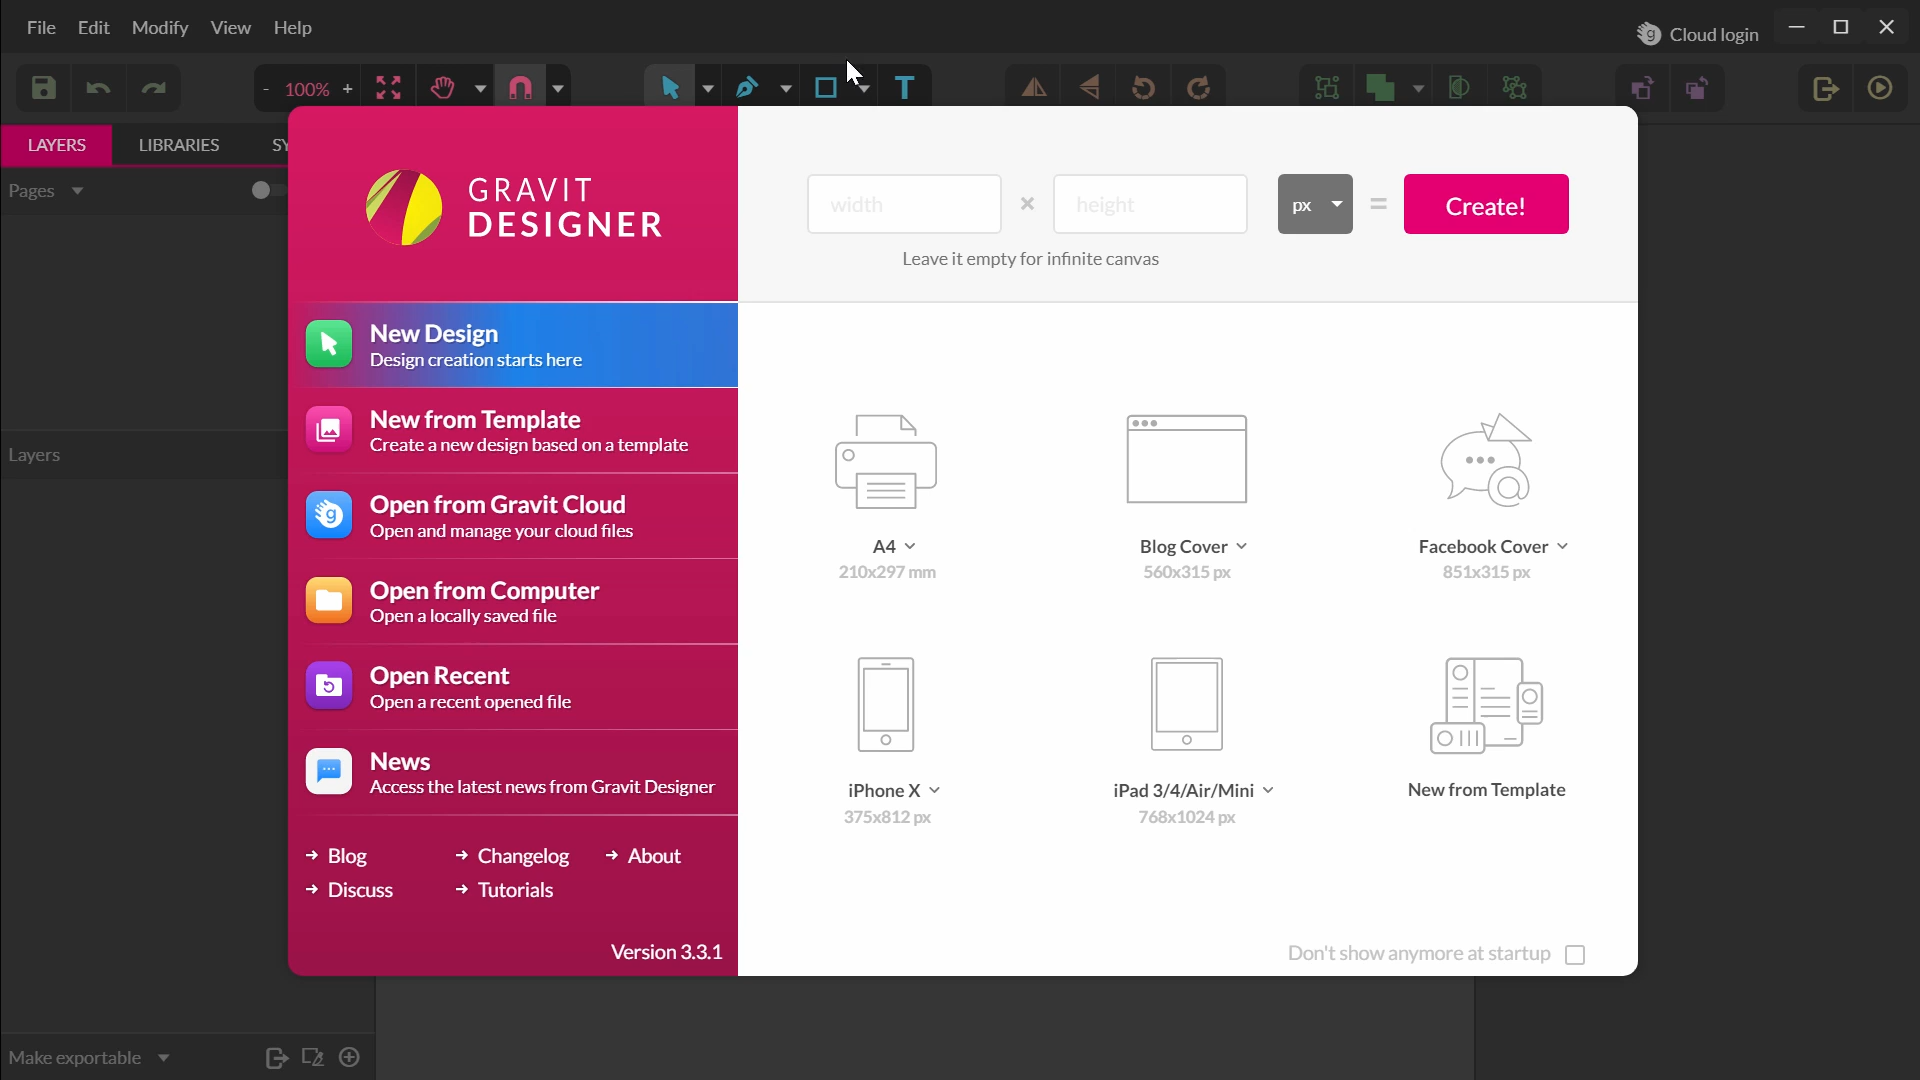 File Edit Modify View Help
Cloud login
- 100% +
T
LAYERS LIBRARIES SY
Pages
Layers
GRAVIT
DESIGNER
New Design
Design creation starts here
New from Template
Create a new design based on a template
Open from Gravit Cloud
Open and manage your cloud files
Open from Computer
Open a locally saved file
Open Recent
Open a recent opened file
News
Access the latest news from Gravit Designer
→ Blog → Changelog → About
→ Discuss → Tutorials
Version 3.3.1
width × height px = Create!
Leave it empty for infinite canvas
A4 Blog Cover Facebook Cover
210x297 mm 560x315 px 851x315 px
iPhone X iPad 3/4/Air/Mini New from Template
375x812 px 768x1024 px
Don't show anymore at startup
Make exportable